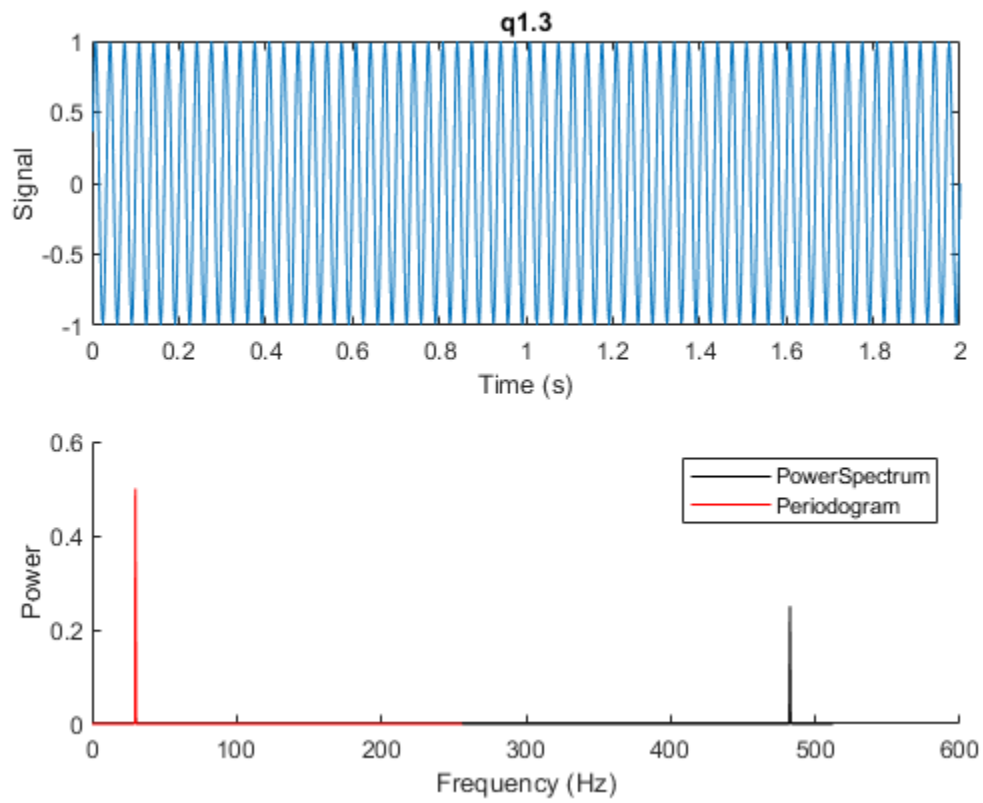 q1.3
1
0.5
0
-0.5
-1
Signal
0 0.2 0.4 0.6 0.8 1 1.2 1.4 1.6 1.8 2
Time (s)
0.6
0.4
0.2
0
Power
PowerSpectrum
Periodogram
0 100 200 300 400 500 600
Frequency (Hz)